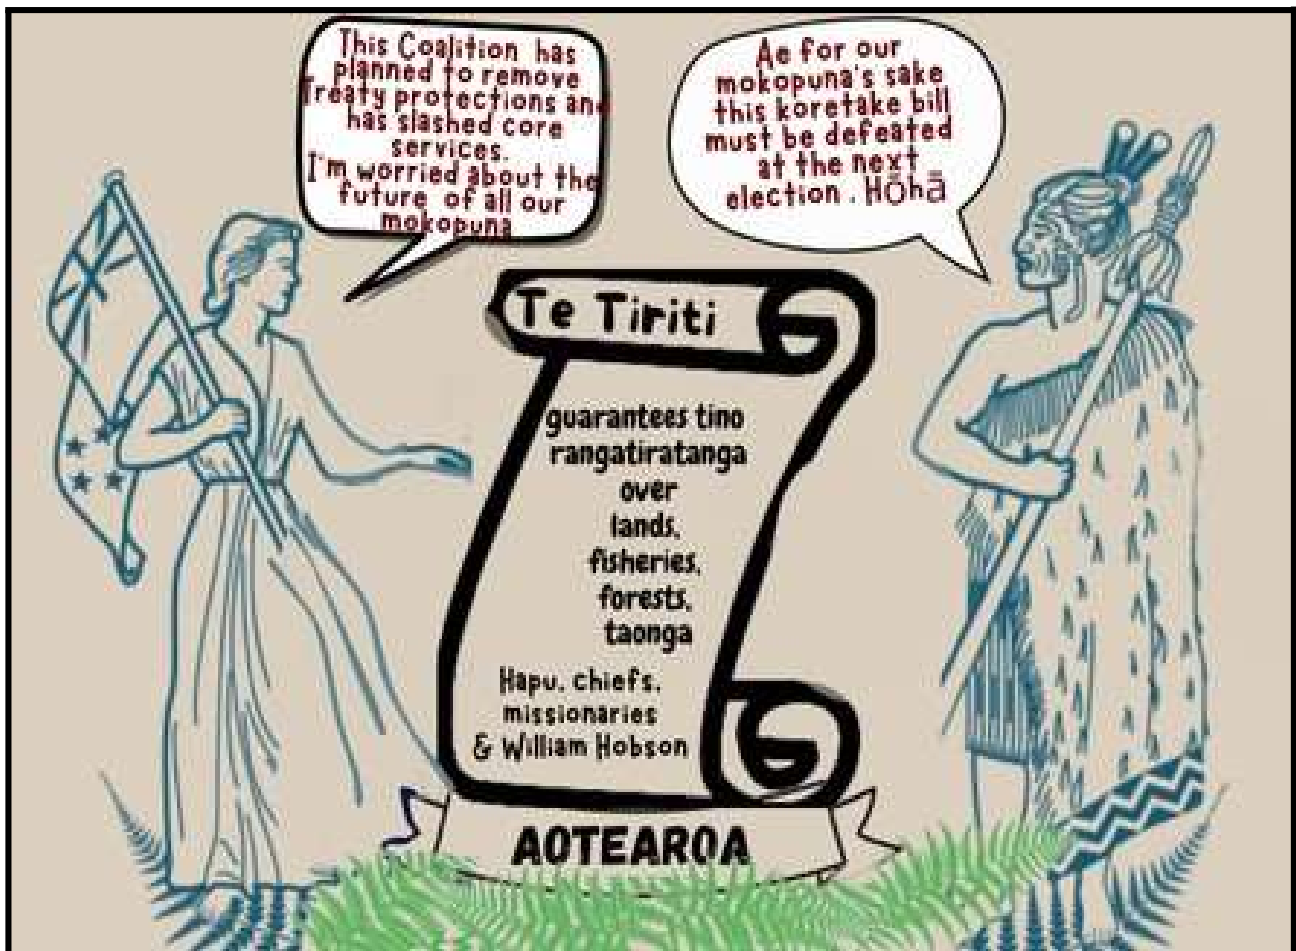 This Coalition has
planned to remove
Treaty protections and
has slashed core
services.
I'm worried about the
future of all our
mokopuna
Ae for our
mokopuna's sake
this koretake bill
must be defeated
at the next
election . Hōhā
Te Tiriti
guarantees tino
rangatiratanga
over
lands,
fisheries,
forests,
taonga
Hapu, chiefs,
missionaries
& William Hobson
AOTEAROA